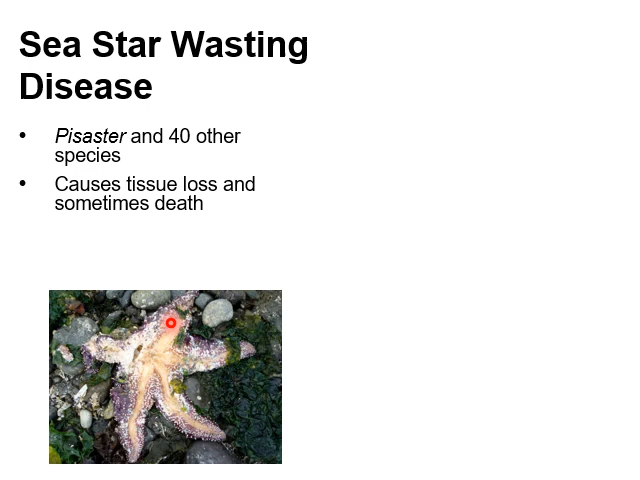 Sea Star Wasting
Disease
• Pisaster and 40 other
species
• Causes tissue loss and
sometimes death